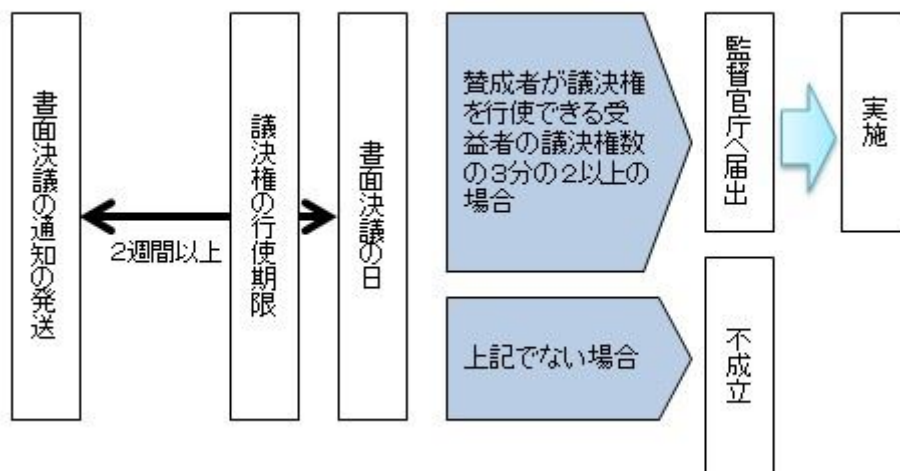 書面決議の通知の発送
2週間以上
議決権の行使期限
書面決議の日
賛成者が議決権
を行使できる受
益者の議決権数
の3分の2以上の
場合
監督官庁へ届出
実施
上記でない場合
不成立